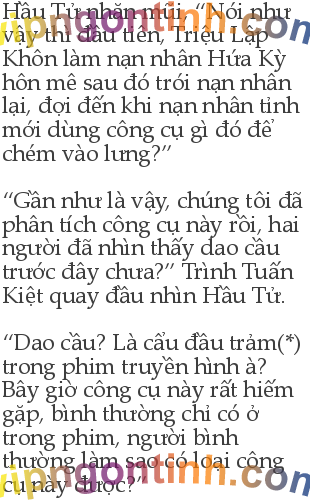 Hầu Tử nhăn mũi, “Nói như
vậy thì đầu tiên, Triệu Lập
Khôn làm nạn nhân Hứa Kỳ
hôn mê sau đó trói nạn nhân
lại, đợi đến khi nạn nhân tỉnh
mới dùng công cụ gì đó để
chém vào lưng?”
“Gần như là vậy, chúng tôi đã
phân tích công cụ này rồi, hai
người đã nhìn thấy dao cầu
trước đây chưa?” Trình Tuấn
Kiệt quay đầu nhìn Hầu Tử.
“Dao cầu? Là cẩu đầu trảm(*)
trong phim truyền hình à?
Bây giờ công cụ này rất hiếm
gặp, bình thường chỉ có ở
trong phim, người bình
thường làm sao có loại công
cụ này được?”
vipngontinh.com
vipngontinh.com